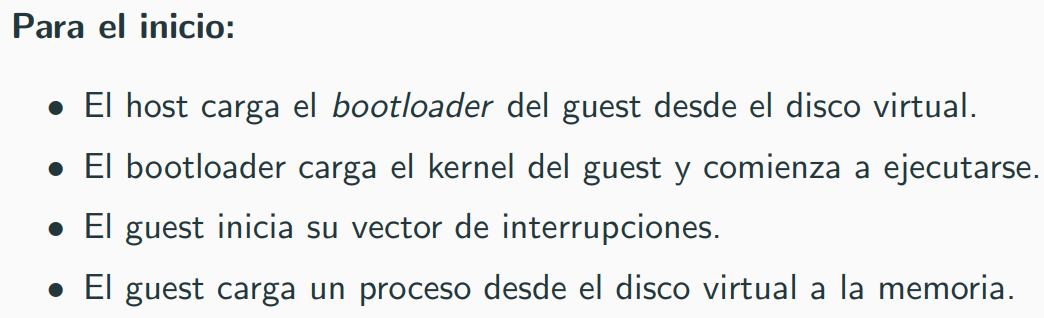 Para el inicio:
• El host carga el bootloader del guest desde el disco virtual.
• El bootloader carga el kernel del guest y comienza a ejecutarse.
• El guest inicia su vector de interrupciones.
• El guest carga un proceso desde el disco virtual a la memoria.